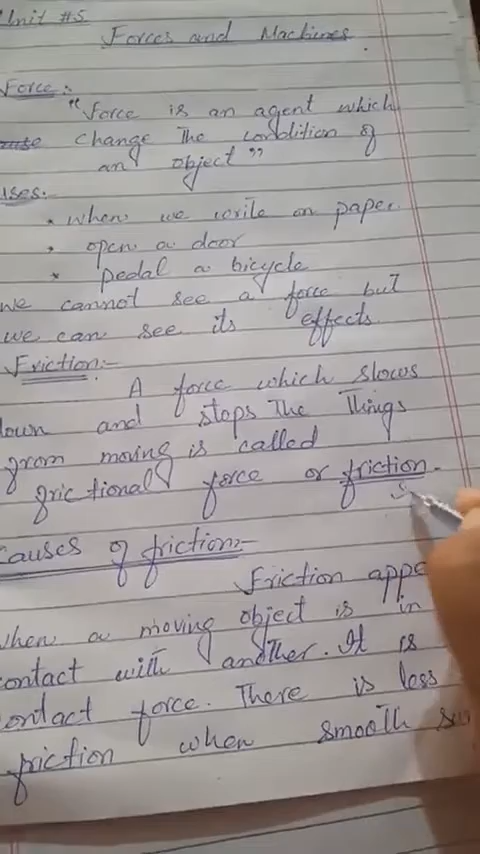 Unit #5
Forces and Machines.
Force:-
"Force is an agent which
change the condition of
an object"
uses:-
• when we write on paper.
• open a door
* pedal a bicycle
we cannot see a force but
we can see its effects.
Friction:-
A force which slows
down and stops The Things
from moving is called
frictional force or friction.
Causes of friction:-
Friction appe
when a moving object is in
contact with another. It is
contact force. There is less
friction when smooth su